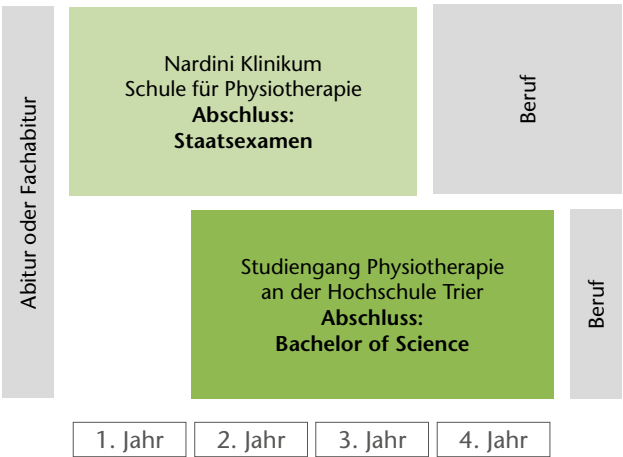 Abitur oder Fachabitur
Nardini Klinikum
Schule für Physiotherapie
Abschluss:
Staatsexamen
Beruf
Studiengang Physiotherapie
an der Hochschule Trier
Abschluss:
Bachelor of Science
Beruf
1. Jahr
2. Jahr
3. Jahr
4. Jahr